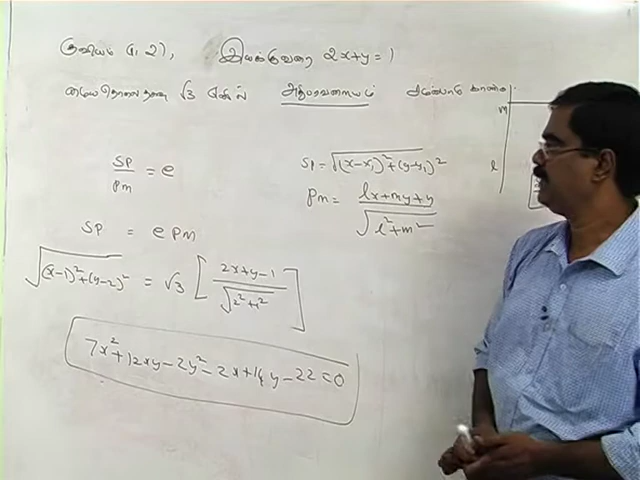 குவியம் (1, 2), இயக்குவரை 2x+y=1
மையதொலைதகவு √3 எனில் அதிபரவளையம் சமன்பாடு காண்க.
SP/PM = e
SP = √(x-x₁)²+(y-y₁)²
PM = lx+my+n/√l²+m²
SP = e PM
√(x-1)²+(y-2)² = √3 [2x+y-1/√2²+1²]
7x²+12xy-2y²-2x+14y-22=0
M
l